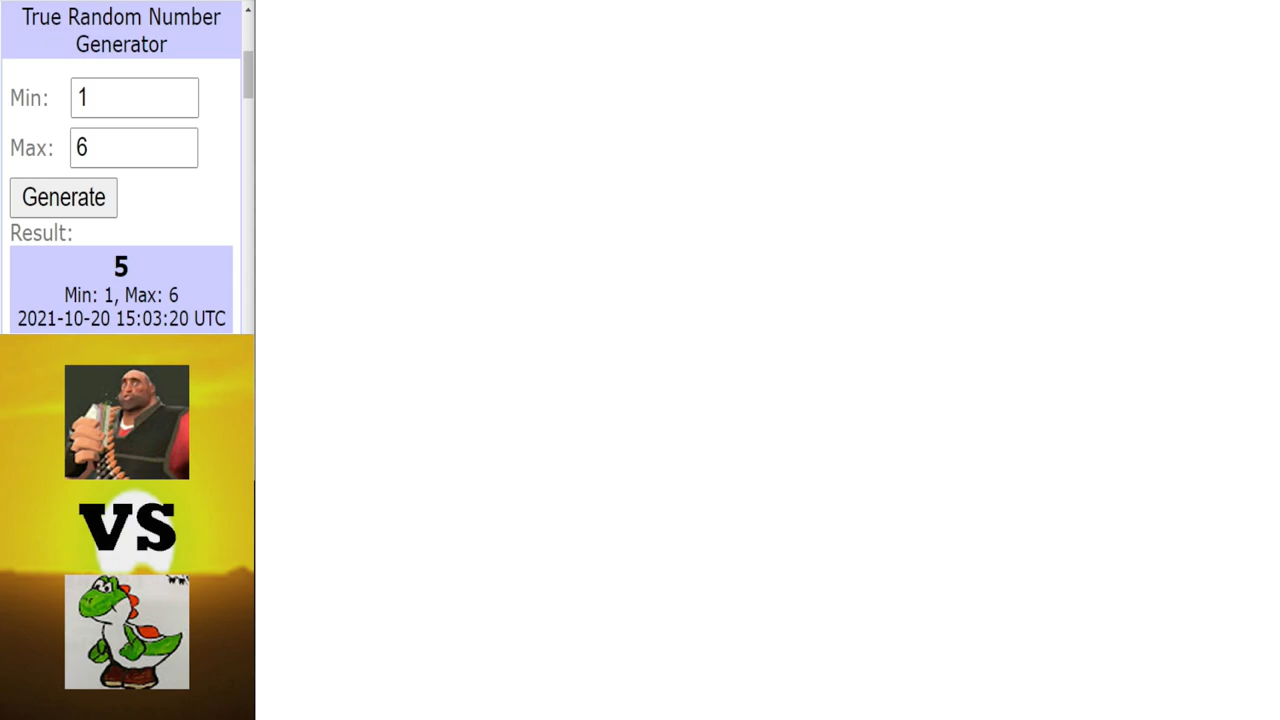 True Random Number
Generator
Min: 1
Max: 6
Generate
Result:
5
Min: 1, Max: 6
2021-10-20 15:03:20 UTC
vs